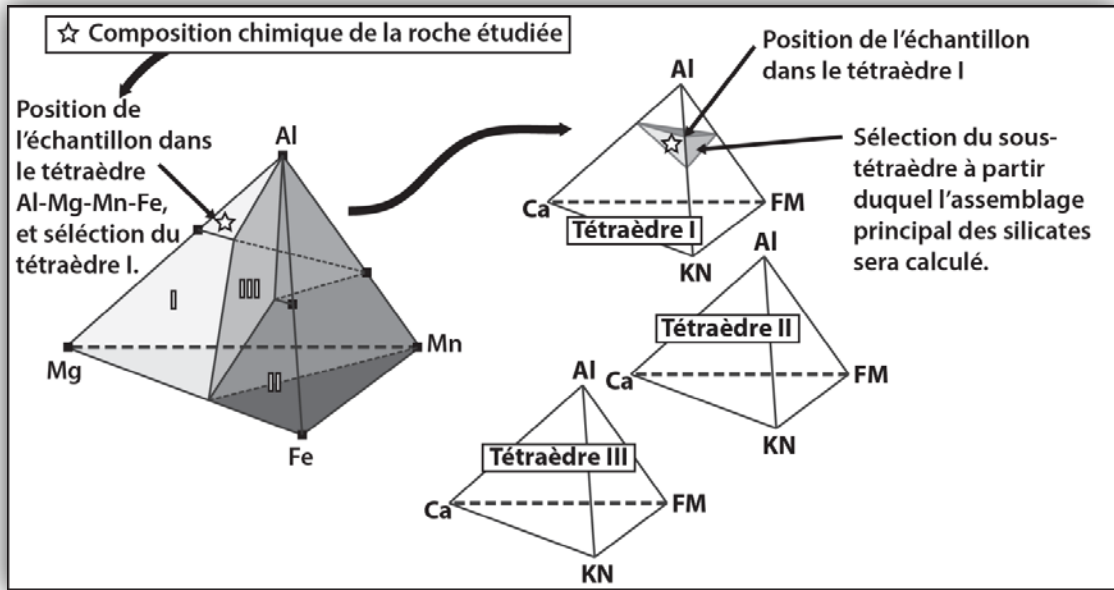 ☆ Composition chimique de la roche étudiée
Position de
l'échantillon dans
le tétraèdre
Al-Mg-Mn-Fe,
et séléction du
tétraèdre I.
Al
I
III
II
Mg
Mn
Fe
Position de l'échantillon
dans le tétraèdre I
Al
Ca
FM
Tétraèdre I
KN
Sélection du sous-
tétraèdre à partir
duquel l'assemblage
principal des silicates
sera calculé.
Al
Tétraèdre II
Ca
FM
KN
Al
Tétraèdre III
Ca
FM
KN